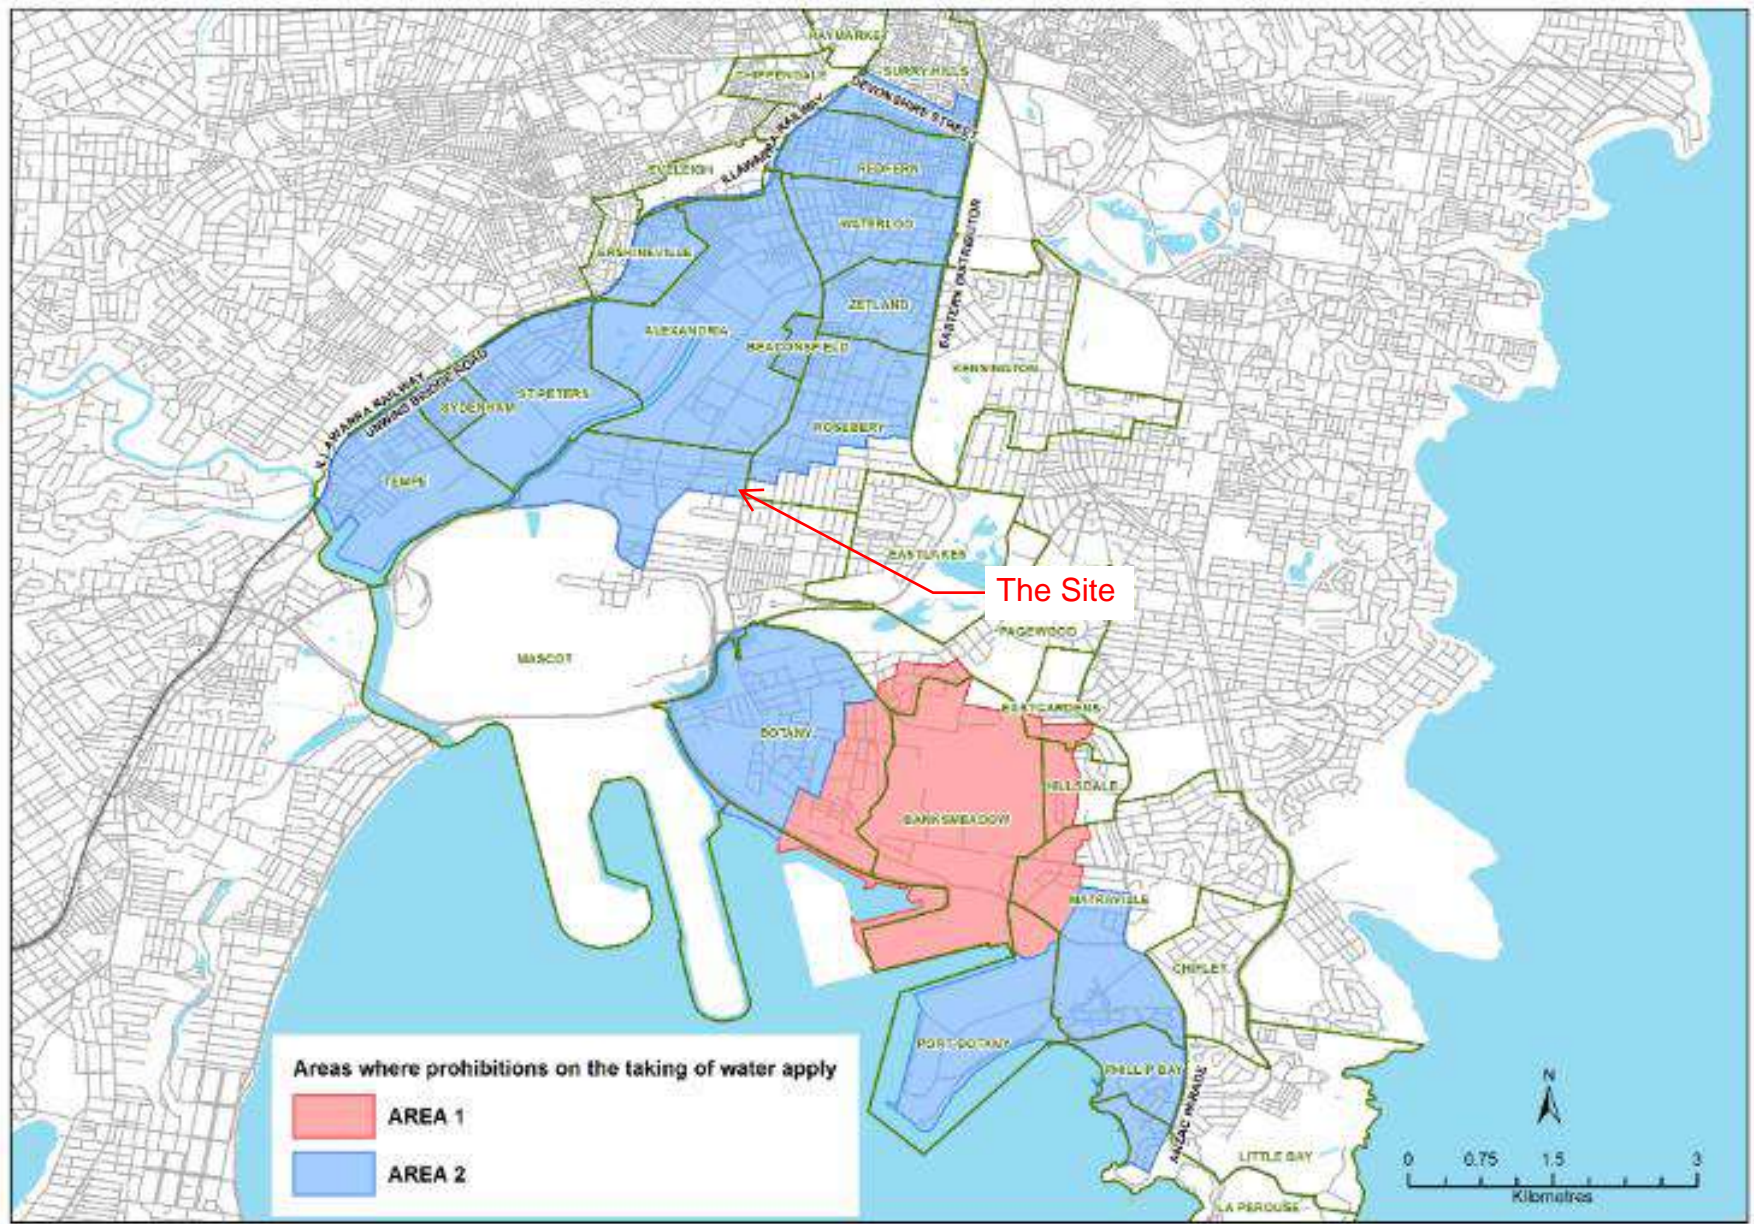 HAYMARKET
CHIPPENDALE
SURRY HILLS
DEVONSHIRE STREET
ILLAWARRA RAILWAY
EVELEIGH
REDFERN
WATERLOO
ERSKINEVILLE
EASTERN DISTRIBUTOR
ZETLAND
ALEXANDRIA
BEACONSFIELD
KENSINGTON
ILLAWARRA RAILWAY
UNWINS BRIDGE ROAD
ST PETERS
SYDENHAM
ROSEBERY
TEMPE
EASTLAKES
The Site
PAGEWOOD
MASCOT
EASTGARDENS
BOTANY
HILLSDALE
BANKSMEADOW
MATRAVILLE
CHIFLEY
PORT BOTANY
PHILLIP BAY
ANZAC PARADE
LITTLE BAY
LA PEROUSE
Areas where prohibitions on the taking of water apply
AREA 1
AREA 2
N
0 0.75 1.5 3
Kilometres